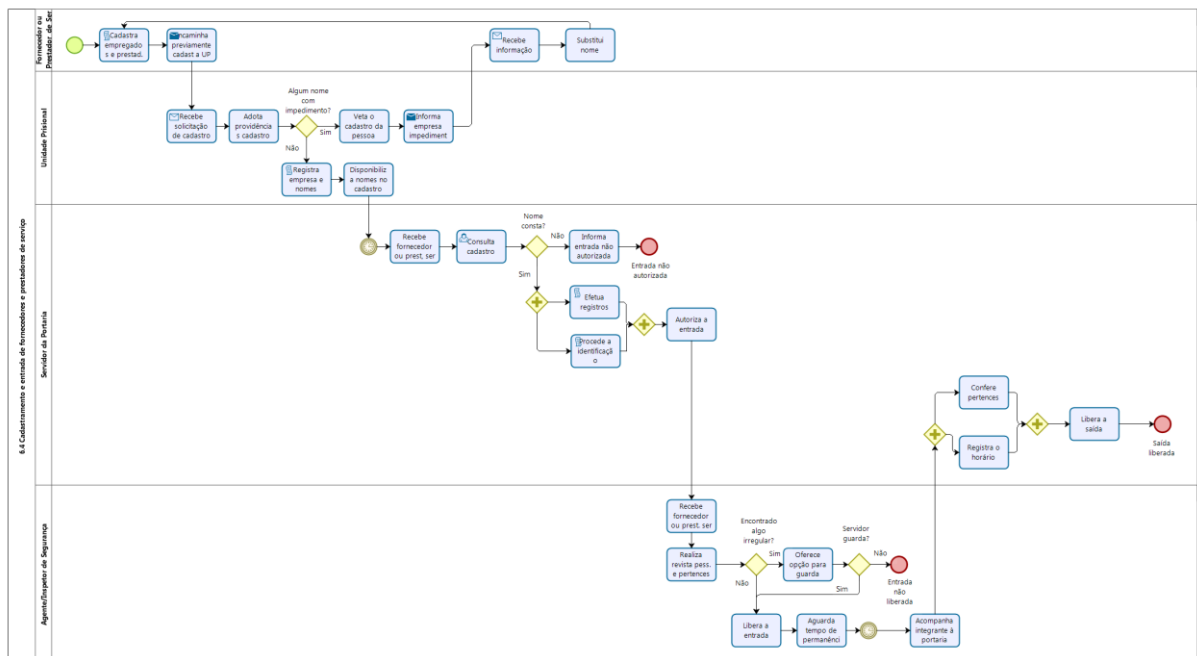 6.4 Cadastramento e entrada de fornecedores e prestadores de serviço
Fornecedor ou
Prestador de Ser.
Cadastra
empregado
s e prestad.
Encaminha
previamente
cadast a UP
Recebe
informação
Substitui
nome
Unidade Prisional
Recebe
solicitação
de cadastro
Adota
providência
s cadastro
Algum nome
com
impedimento?
Sim
Não
Veta o
cadastro da
pessoa
Informa
empresa
impediment
Registra
empresa e
nomes
Disponibiliz
a nomes no
cadastro
Servidor da Portaria
Recebe
fornecedor
ou prest. ser
Consulta
cadastro
Nome
consta?
Não
Sim
Informa
entrada não
autorizada
Entrada não
autorizada
Efetua
registros
Procede a
identificaçã
o
Autoriza a
entrada
Confere
pertences
Registra o
horário
Libera a
saída
Saída
liberada
Agente/Inspetor de Segurança
Recebe
fornecedor
ou prest. ser
Realiza
revista pess.
e pertences
Encontrado
algo
irregular?
Sim
Não
Oferece
opção para
guarda
Servidor
guarda?
Não
Sim
Entrada
não
liberada
Libera a
entrada
Aguarda
tempo de
permanênci
Acompanha
integrante à
portaria